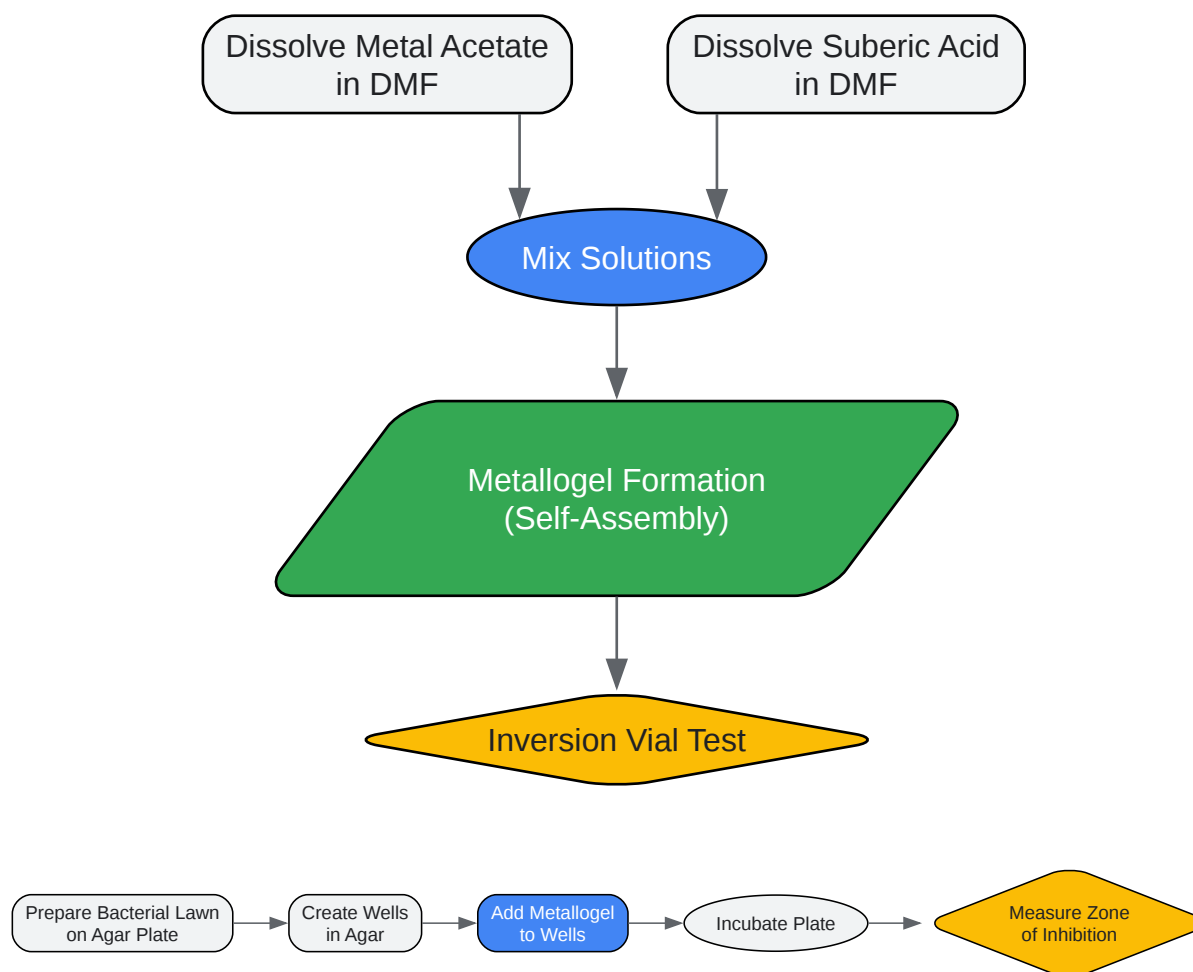 Dissolve Metal Acetate
in DMF
Dissolve Suberic Acid
in DMF
Mix Solutions
Metallogel Formation
(Self-Assembly)
Inversion Vial Test
Prepare Bacterial Lawn
on Agar Plate
Create Wells
in Agar
Add Metallogel
to Wells
Incubate Plate
Measure Zone
of Inhibition